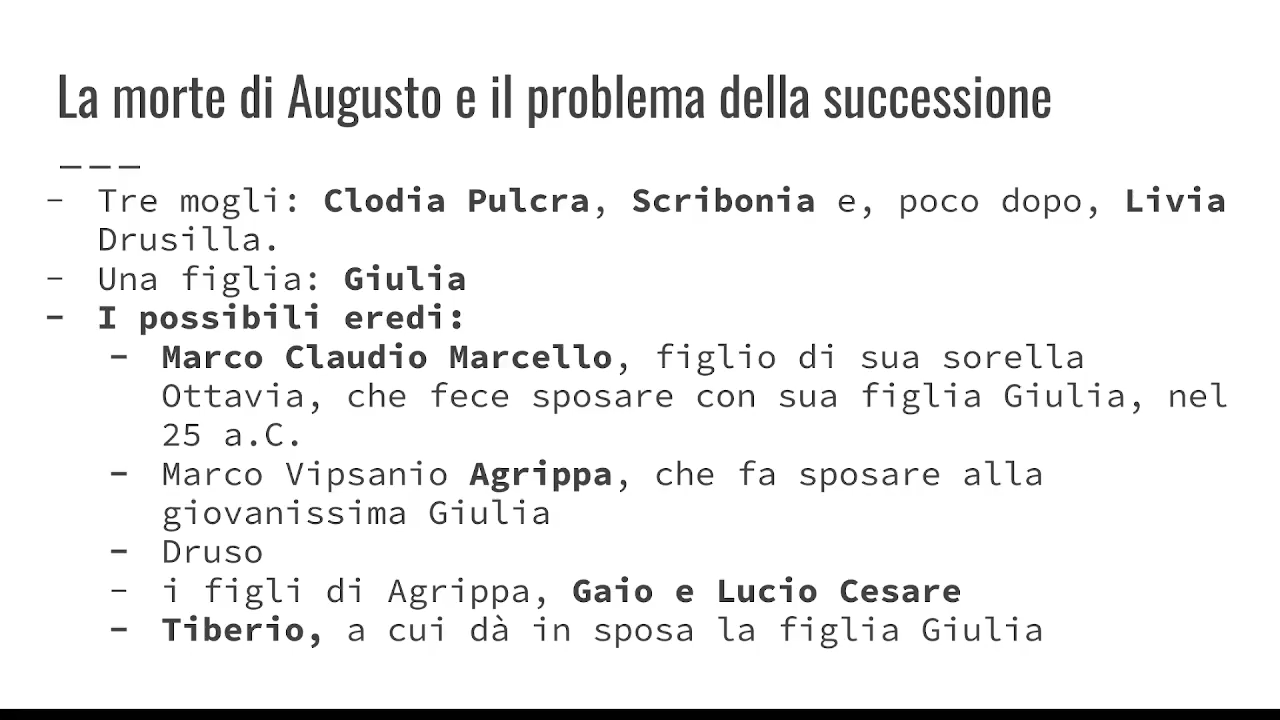 La morte di Augusto e il problema della successione
———
- Tre mogli: Clodia Pulcra, Scribonia e, poco dopo, Livia
Drusilla.
- Una figlia: Giulia
- I possibili eredi:
- Marco Claudio Marcello, figlio di sua sorella
Ottavia, che fece sposare con sua figlia Giulia, nel
25 a.C.
- Marco Vipsanio Agrippa, che fa sposare alla
giovanissima Giulia
- Druso
- i figli di Agrippa, Gaio e Lucio Cesare
- Tiberio, a cui dà in sposa la figlia Giulia